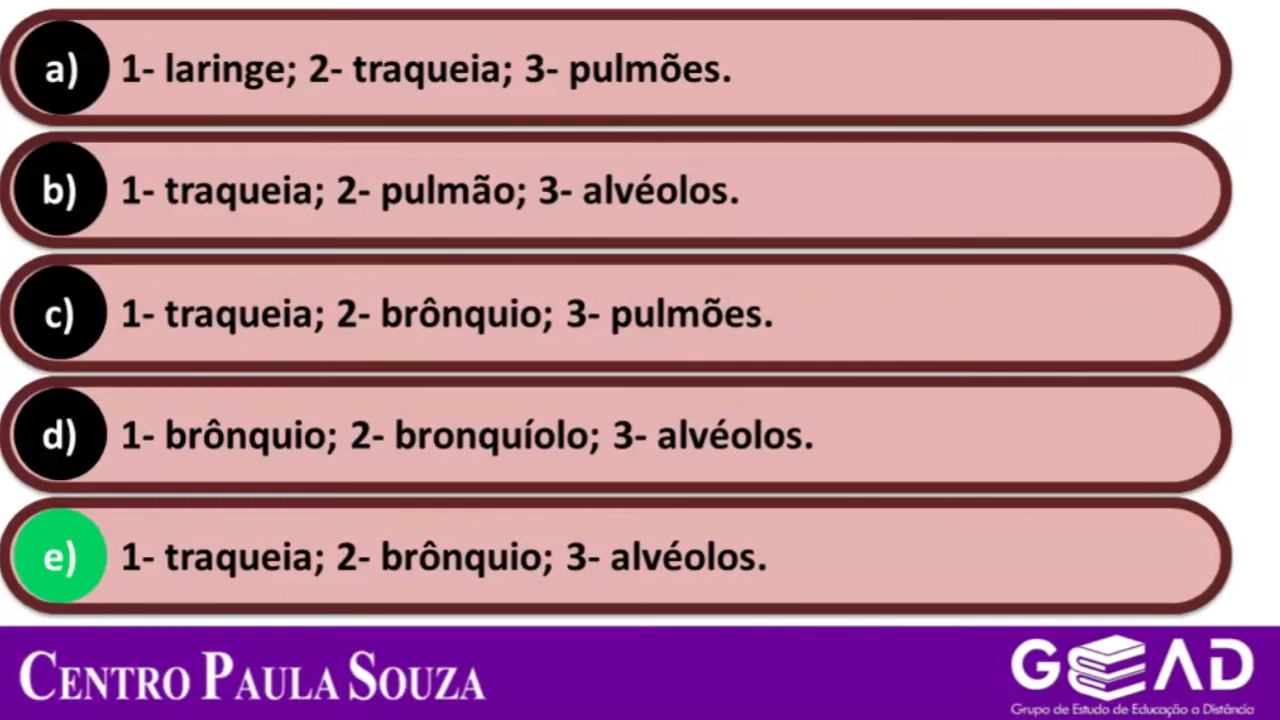 a) 1- laringe; 2- traqueia; 3- pulmões.
b) 1- traqueia; 2- pulmão; 3- alvéolos.
c) 1- traqueia; 2- brônquio; 3- pulmões.
d) 1- brônquio; 2- bronquíolo; 3- alvéolos.
e) 1- traqueia; 2- brônquio; 3- alvéolos.
CENTRO PAULA SOUZA
GEAD
Grupo de Estudo de Educação a Distância